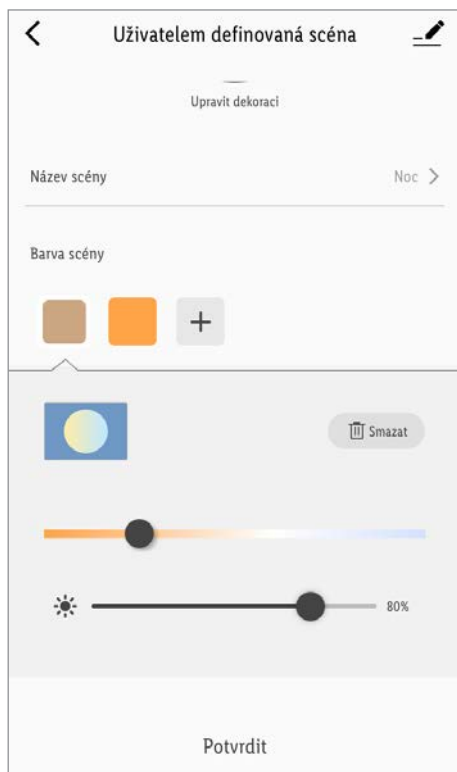 Uživatelem definovaná scéna
Upravit dekoraci
Název scény Noc
Barva scény
Smazat
80%
Potvrdit